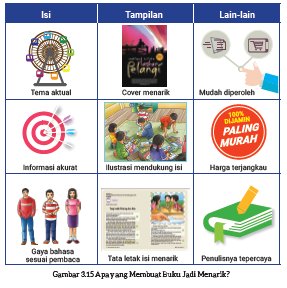 Isi
Tampilan
Lain-lain
Pelangi
Tema aktual
Cover menarik
Mudah diperoleh
100%
DIJAMIN
PALING
MURAH
Informasi akurat
Ilustrasi mendukung isi
Harga terjangkau
Gaya bahasa
sesuai pembaca
Tata letak isi menarik
Penulisnya tepercaya
Gambar 3.15 Apa yang Membuat Buku Jadi Menarik?